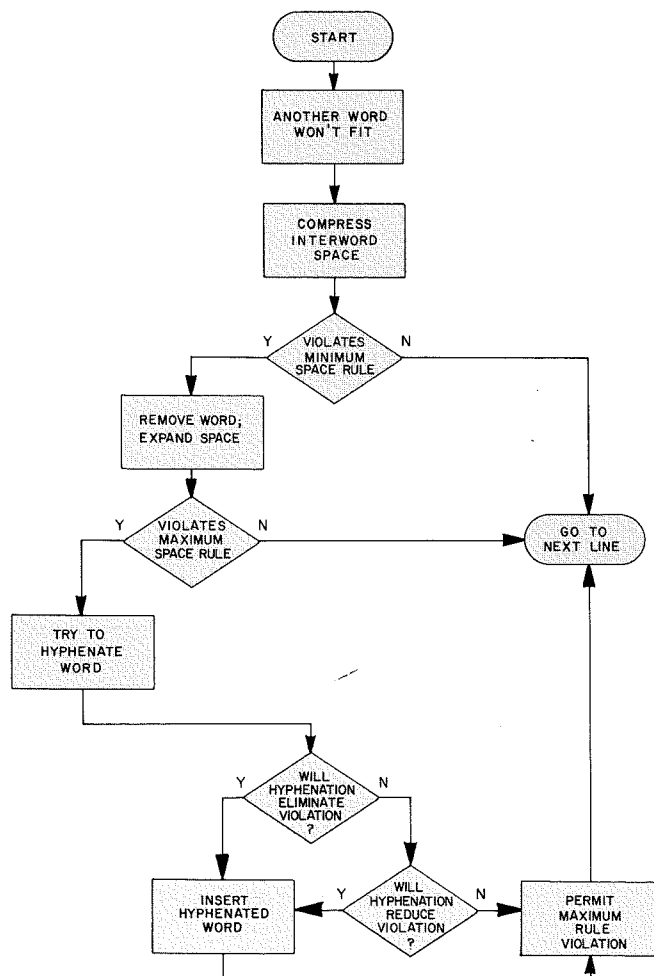 START
ANOTHER WORD
WON'T FIT
COMPRESS
INTERWORD
SPACE
Y
VIOLATES
MINIMUM
SPACE RULE
N
REMOVE WORD;
EXPAND SPACE
Y
VIOLATES
MAXIMUM
SPACE RULE
N
GO TO
NEXT LINE
TRY TO
HYPHENATE
WORD
Y
WILL
HYPHENATION
ELIMINATE
VIOLATION
?
N
INSERT
HYPHENATED
WORD
Y
WILL
HYPHENATION
REDUCE
VIOLATION
?
N
PERMIT
MAXIMUM
RULE
VIOLATION